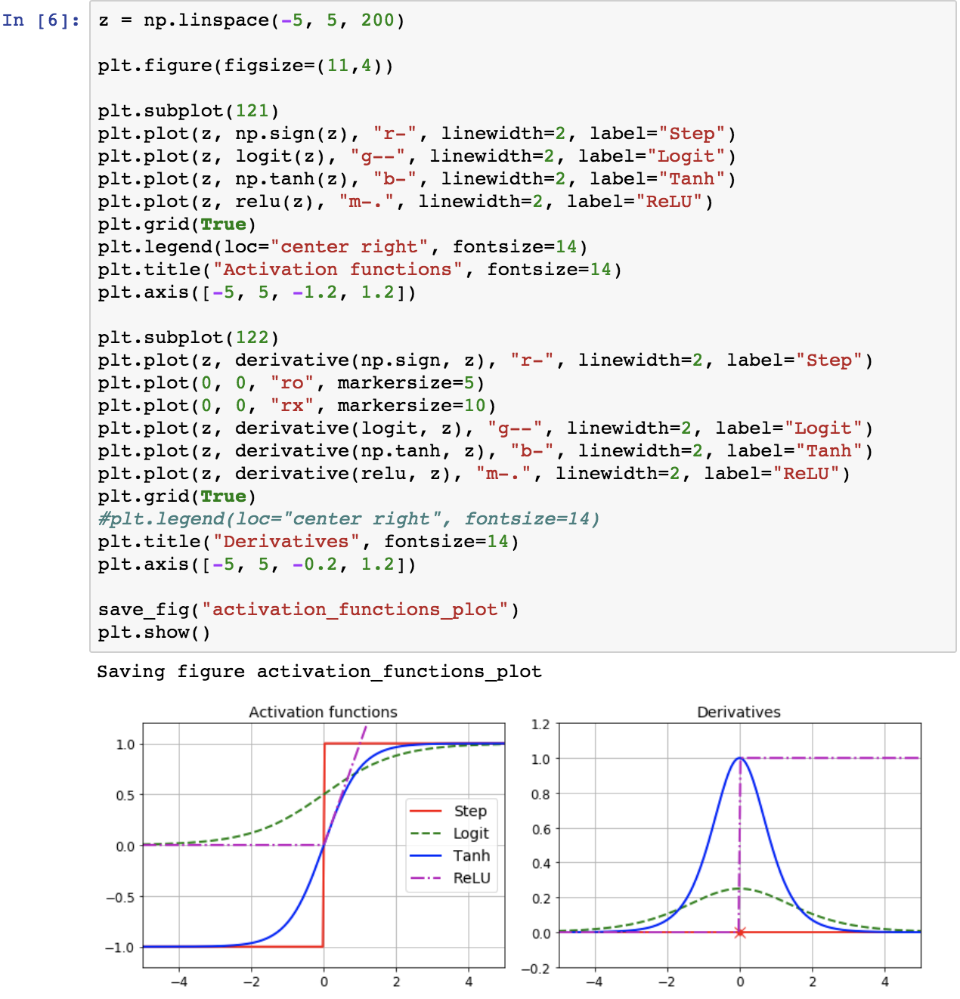 In [6]: z = np.linspace(-5, 5, 200)
plt.figure(figsize=(11,4))
plt.subplot(121)
plt.plot(z, np.sign(z), "r-", linewidth=2, label="Step")
plt.plot(z, logit(z), "g--", linewidth=2, label="Logit")
plt.plot(z, np.tanh(z), "b-", linewidth=2, label="Tanh")
plt.plot(z, relu(z), "m-.", linewidth=2, label="ReLU")
plt.grid(True)
plt.legend(loc="center right", fontsize=14)
plt.title("Activation functions", fontsize=14)
plt.axis([-5, 5, -1.2, 1.2])
plt.subplot(122)
plt.plot(z, derivative(np.sign, z), "r-", linewidth=2, label="Step")
plt.plot(0, 0, "ro", markersize=5)
plt.plot(0, 0, "rx", markersize=10)
plt.plot(z, derivative(logit, z), "g--", linewidth=2, label="Logit")
plt.plot(z, derivative(np.tanh, z), "b-", linewidth=2, label="Tanh")
plt.plot(z, derivative(relu, z), "m-.", linewidth=2, label="ReLU")
plt.grid(True)
#plt.legend(loc="center right", fontsize=14)
plt.title("Derivatives", fontsize=14)
plt.axis([-5, 5, -0.2, 1.2])
save_fig("activation_functions_plot")
plt.show()
Saving figure activation_functions_plot
Activation functions
1.0
0.5
0.0
−0.5
−1.0
−4 −2 0 2 4
Step
Logit
Tanh
ReLU
Derivatives
1.2
1.0
0.8
0.6
0.4
0.2
0.0
−0.2
−4 −2 0 2 4